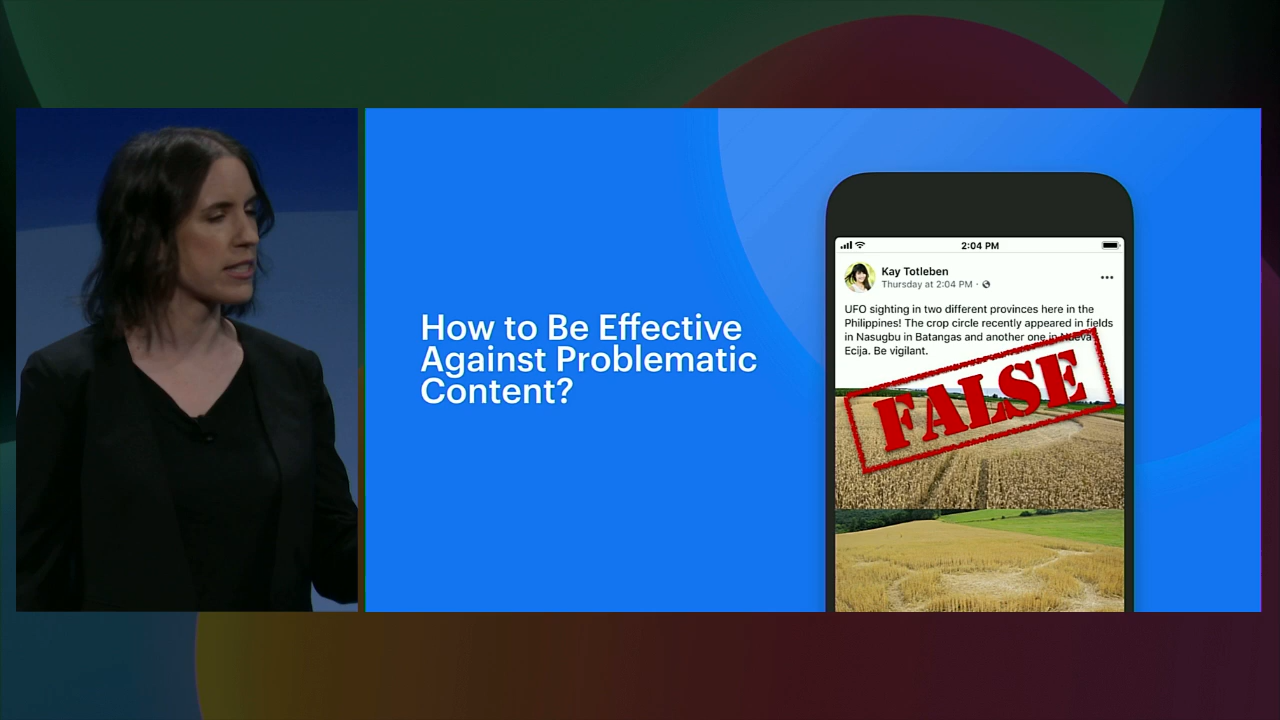 How to Be Effective
Against Problematic
Content?
2:04 PM
Kay Totleben
Thursday at 2:04 PM ·
UFO sighting in two different provinces here in the
Philippines! The crop circle recently appeared in fields
in Nasugbu in Batangas and another one in Nueva
Ecija. Be vigilant.
FALSE